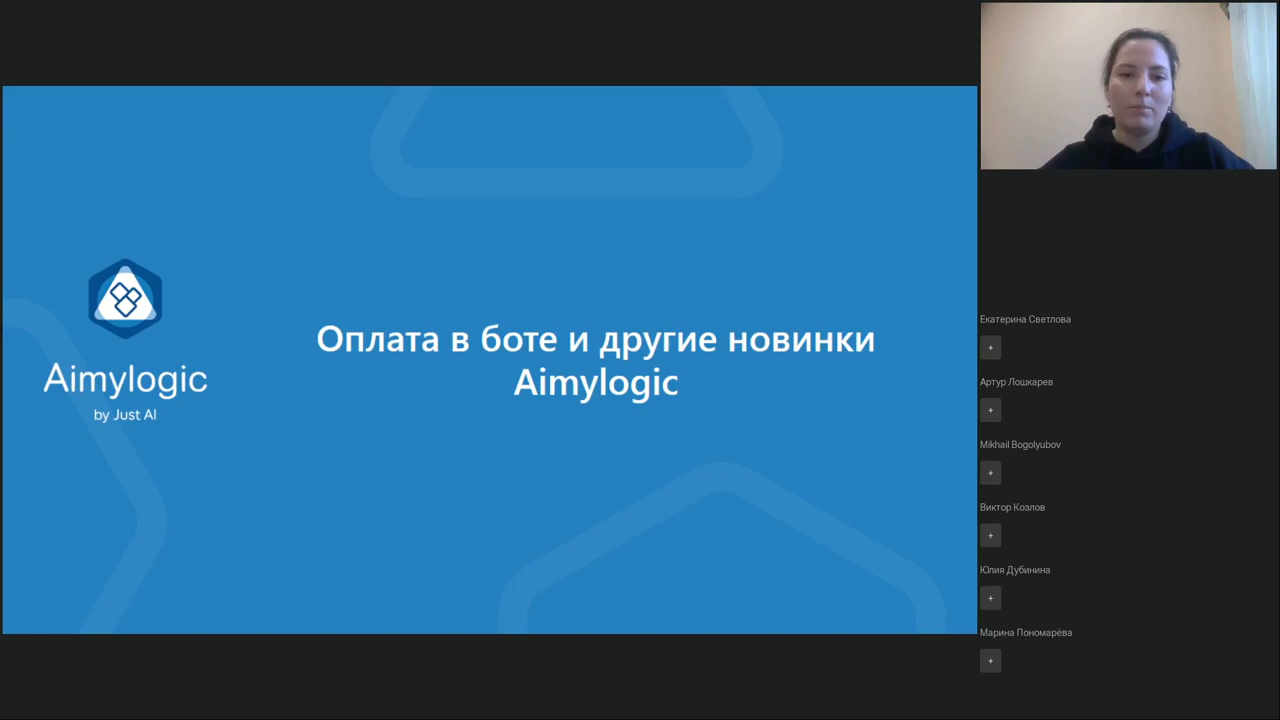 Aimylogic
by Just AI
Оплата в боте и другие новинки
Aimylogic
Екатерина Светлова
+
Артур Лошкарев
+
Mikhail Bogolyubov
+
Виктор Козлов
+
Юлия Дубинина
+
Марина Пономарёва
+